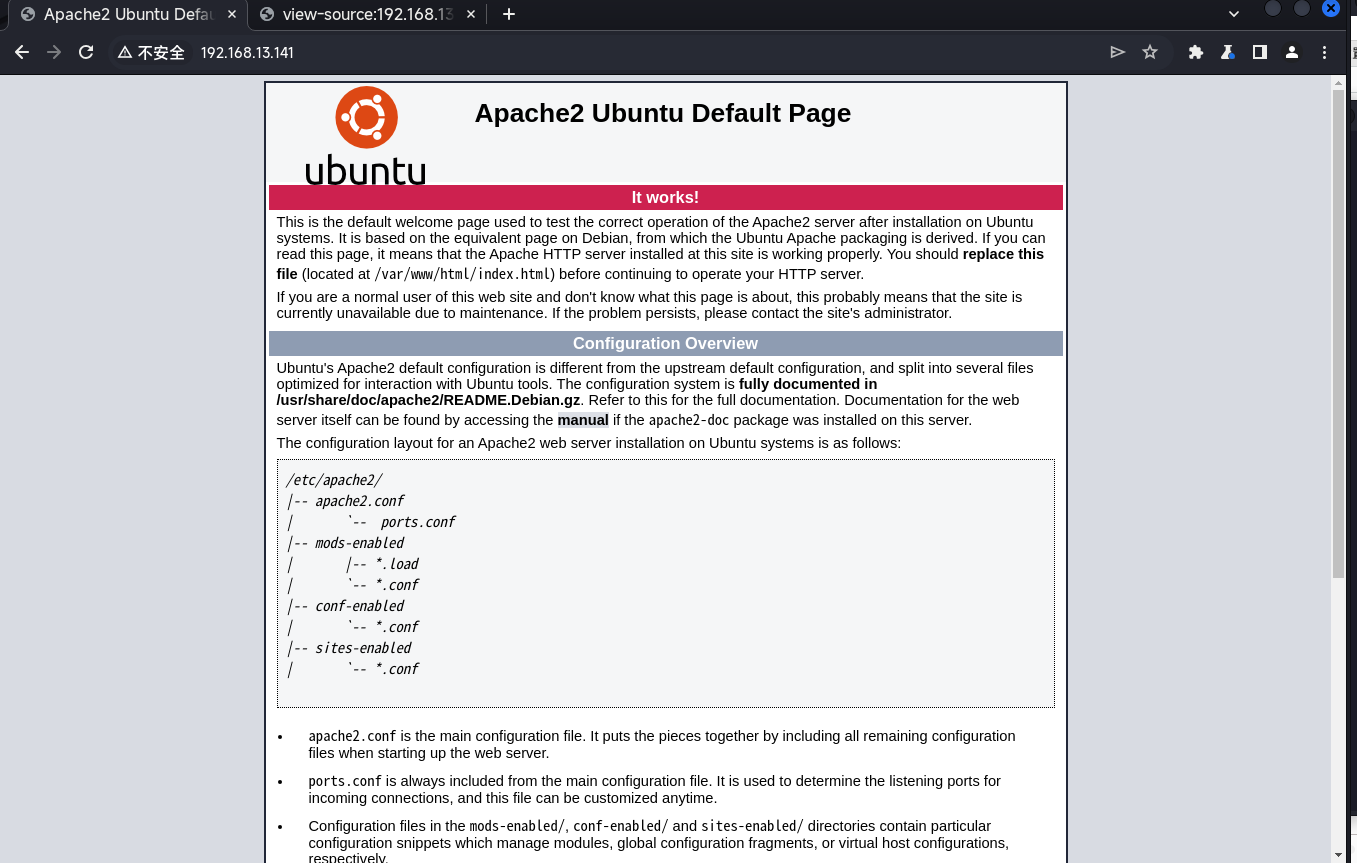 Apache2 Ubuntu Defau
view-source:192.168.13
不安全 192.168.13.141
ubuntu
Apache2 Ubuntu Default Page
It works!
This is the default welcome page used to test the correct operation of the Apache2 server after installation on Ubuntu
systems. It is based on the equivalent page on Debian, from which the Ubuntu Apache packaging is derived. If you can
read this page, it means that the Apache HTTP server installed at this site is working properly. You should replace this
file (located at /var/www/html/index.html) before continuing to operate your HTTP server.
If you are a normal user of this web site and don't know what this page is about, this probably means that the site is
currently unavailable due to maintenance. If the problem persists, please contact the site's administrator.
Configuration Overview
Ubuntu's Apache2 default configuration is different from the upstream default configuration, and split into several files
optimized for interaction with Ubuntu tools. The configuration system is fully documented in
/usr/share/doc/apache2/README.Debian.gz. Refer to this for the full documentation. Documentation for the web
server itself can be found by accessing the manual if the apache2-doc package was installed on this server.
The configuration layout for an Apache2 web server installation on Ubuntu systems is as follows:
/etc/apache2/
|-- apache2.conf
|       `--  ports.conf
|-- mods-enabled
|       |-- *.load
|       `-- *.conf
|-- conf-enabled
|       `-- *.conf
|-- sites-enabled
|       `-- *.conf
• apache2.conf is the main configuration file. It puts the pieces together by including all remaining configuration
files when starting up the web server.
• ports.conf is always included from the main configuration file. It is used to determine the listening ports for
incoming connections, and this file can be customized anytime.
• Configuration files in the mods-enabled/, conf-enabled/ and sites-enabled/ directories contain particular
configuration snippets which manage modules, global configuration fragments, or virtual host configurations,
respectively.